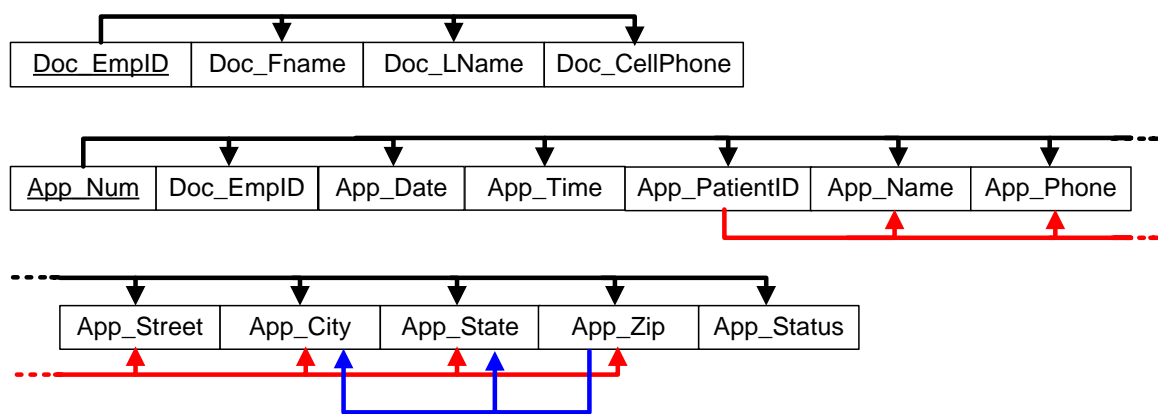 Doc_EmpID Doc_Fname Doc_LName Doc_CellPhone
App_Num Doc_EmpID App_Date App_Time App_PatientID App_Name App_Phone
App_Street App_City App_State App_Zip App_Status